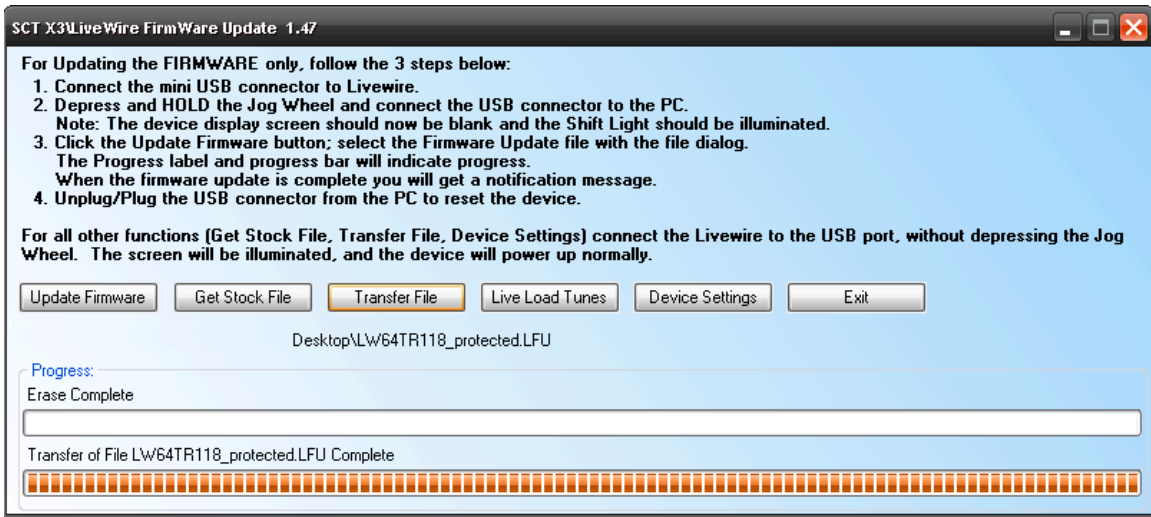 SCT X3\LiveWire FirmWare Update 1.47
For Updating the FIRMWARE only, follow the 3 steps below:
1. Connect the mini USB connector to Livewire.
2. Depress and HOLD the Jog Wheel and connect the USB connector to the PC.
Note: The device display screen should now be blank and the Shift Light should be illuminated.
3. Click the Update Firmware button; select the Firmware Update file with the file dialog.
The Progress label and progress bar will indicate progress.
When the firmware update is complete you will get a notification message.
4. Unplug/Plug the USB connector from the PC to reset the device.
For all other functions (Get Stock File, Transfer File, Device Settings) connect the Livewire to the USB port, without depressing the Jog
Wheel. The screen will be illuminated, and the device will power up normally.
Update Firmware Get Stock File Transfer File Live Load Tunes Device Settings Exit
Desktop\LW64TR118_protected.LFU
Progress:
Erase Complete
Transfer of File LW64TR118_protected.LFU Complete